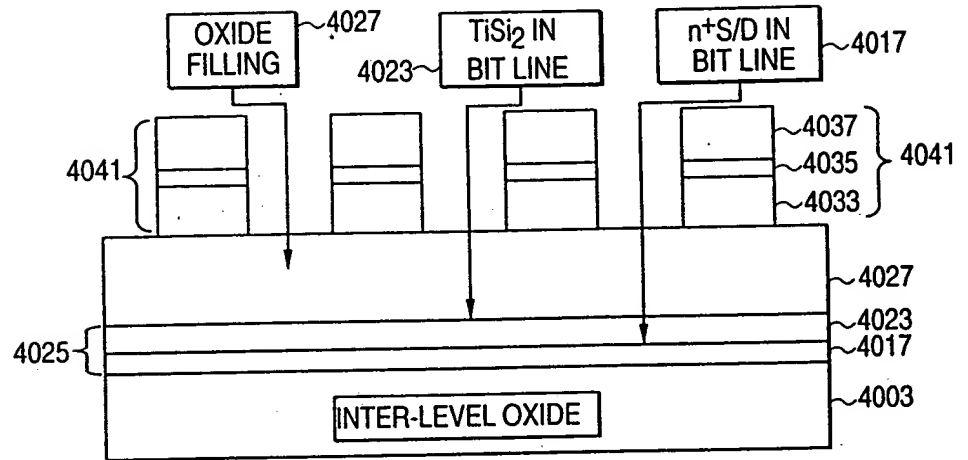 OXIDE
FILLING
4027
TiSi2 IN
BIT LINE
4023
n+S/D IN
BIT LINE
4017
4041
4037
4035
4033
4041
4027
4023
4017
4025
4003
INTER-LEVEL OXIDE